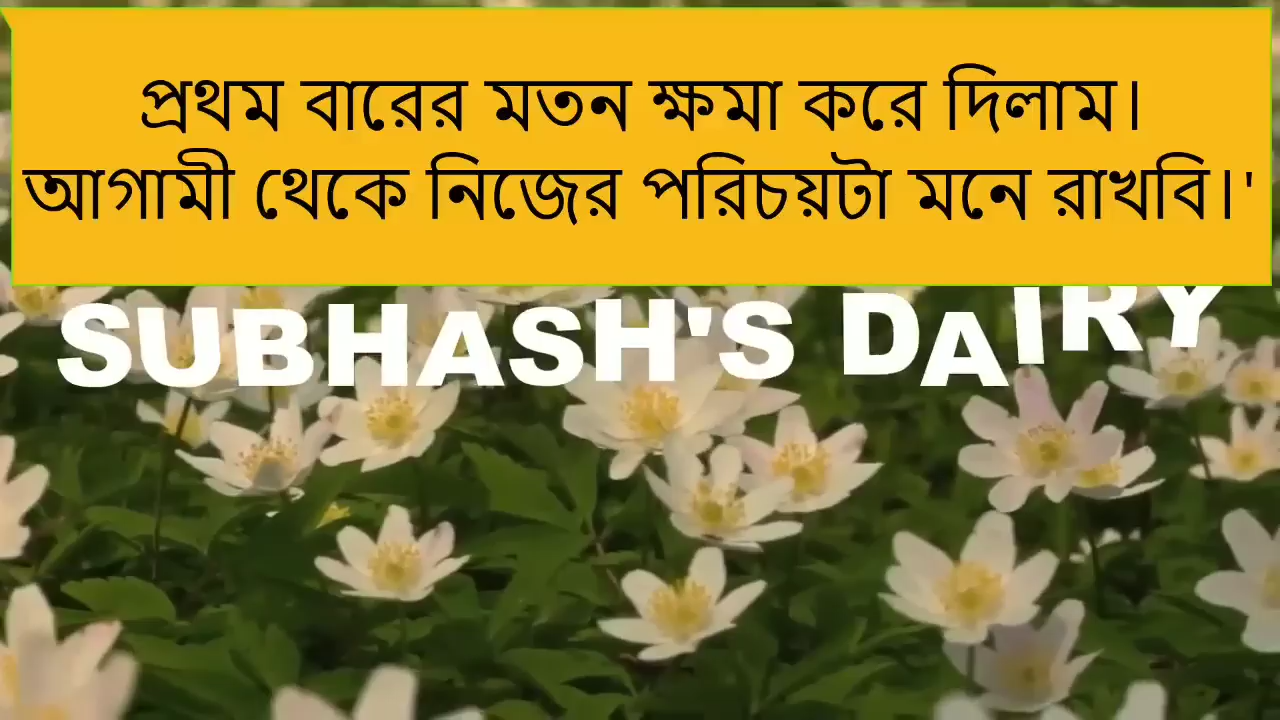 প্রথম বারের মতন ক্ষমা করে দিলাম।
আগামী থেকে নিজের পরিচয়টা মনে রাখবি।'
SUBHASH'S DAIRY